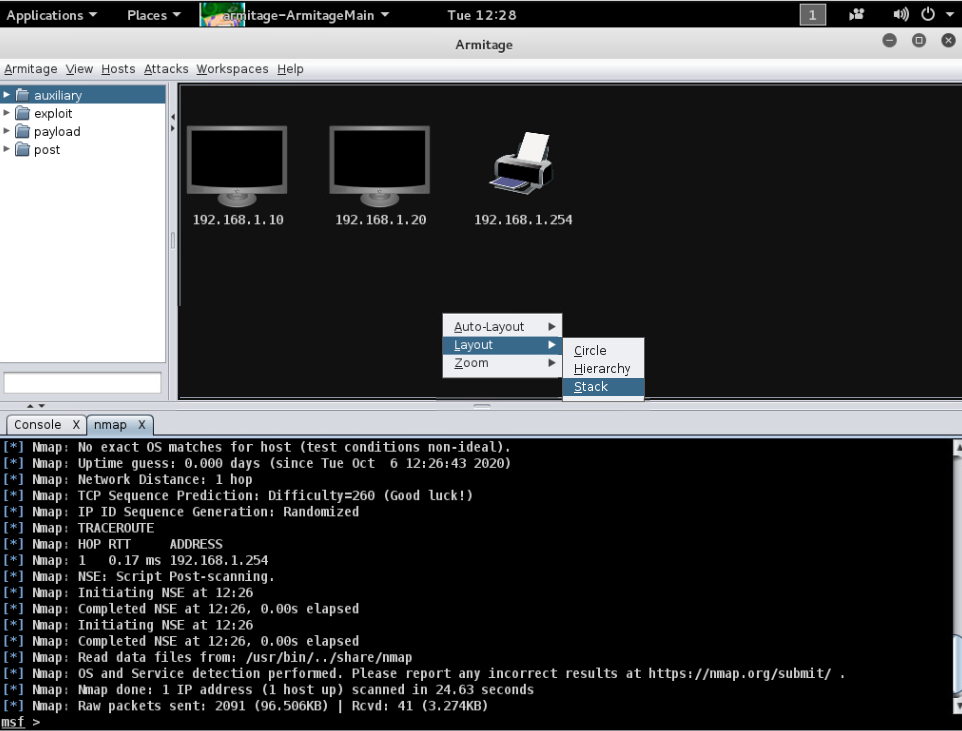 Applications Places armitage-ArmitageMain Tue 12:28 1
Armitage
Armitage View Hosts Attacks Workspaces Help
auxiliary
exploit
payload
post
192.168.1.10 192.168.1.20 192.168.1.254
Auto-Layout
Layout
Zoom
Circle
Hierarchy
Stack
Console X nmap X
[*] Nmap: No exact OS matches for host (test conditions non-ideal).
[*] Nmap: Uptime guess: 0.000 days (since Tue Oct  6 12:26:43 2020)
[*] Nmap: Network Distance: 1 hop
[*] Nmap: TCP Sequence Prediction: Difficulty=260 (Good luck!)
[*] Nmap: IP ID Sequence Generation: Randomized
[*] Nmap: TRACEROUTE
[*] Nmap: HOP RTT     ADDRESS
[*] Nmap: 1   0.17 ms 192.168.1.254
[*] Nmap: NSE: Script Post-scanning.
[*] Nmap: Initiating NSE at 12:26
[*] Nmap: Completed NSE at 12:26, 0.00s elapsed
[*] Nmap: Initiating NSE at 12:26
[*] Nmap: Completed NSE at 12:26, 0.00s elapsed
[*] Nmap: Read data files from: /usr/bin/../share/nmap
[*] Nmap: OS and Service detection performed. Please report any incorrect results at https://nmap.org/submit/ .
[*] Nmap: Nmap done: 1 IP address (1 host up) scanned in 24.63 seconds
[*] Nmap: Raw packets sent: 2091 (96.506KB) | Rcvd: 41 (3.274KB)
msf >